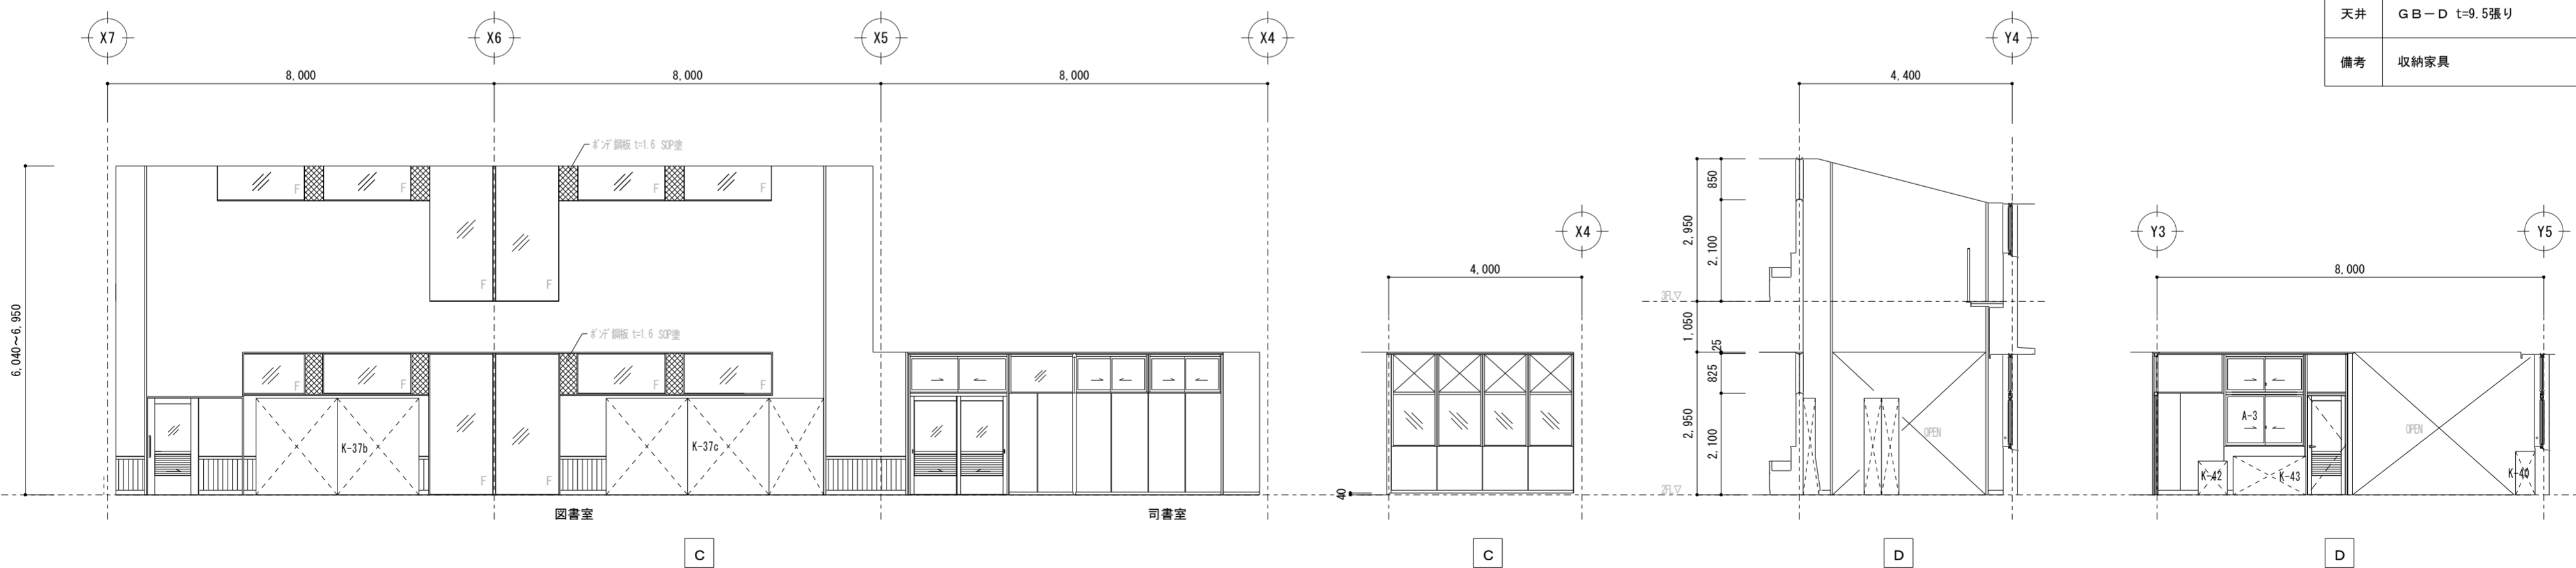 天井 GB-D t=9.5張り
備考 収納家具
X7 X6 X5 X4
8,000 8,000 8,000
6,040~6,950
ボンデ鋼板 t=1.6 SOP塗
F F F F
F F
ボンデ鋼板 t=1.6 SOP塗
F F F F
K-37b K-37c
F F
図書室 司書室
C
X4
4,000
40
C
Y4
4,400
850
2,950
2,100
3FL▽
1,050
25
825
2,950
2,100
OPEN
2FL▽
D
Y3 Y5
8,000
A-3
OPEN
K-42 K-43 K-40
D